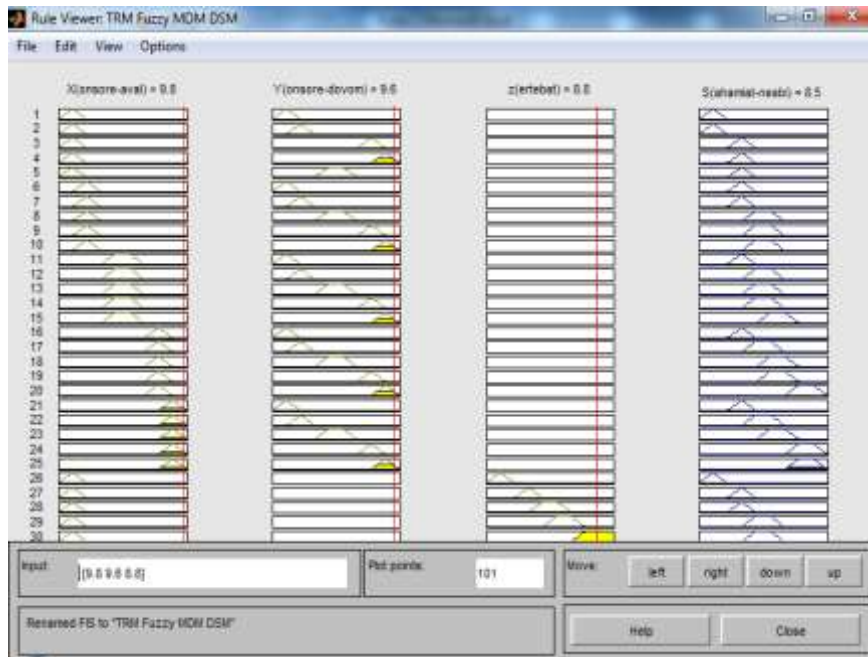 Rule Viewer: TRM Fuzzy MDM DSM
File Edit View Options
X(onsore-aval) = 9.8
Y(onsore-dovom) = 9.6
z(ertebat) = 8.8
S(ahamiat-nesbi) = 8.5
1
2
3
4
5
6
7
8
9
10
11
12
13
14
15
16
17
18
19
20
21
22
23
24
25
26
27
28
29
30
Input:
[9.8 9.6 8.8]
Plot points:
101
Move:
left
right
down
up
Renamed FIS to "TRM Fuzzy MDM DSM"
Help
Close